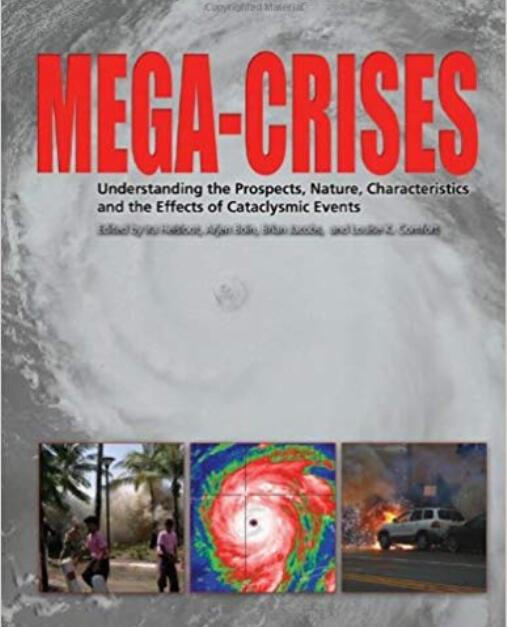 Copyrighted Material
MEGA-CRISES
Understanding the Prospects, Nature, Characteristics
and the Effects of Cataclysmic Events
Edited by Ira Helsloot, Arjen Boin, Brian Jacobs, and Louise K. Comfort